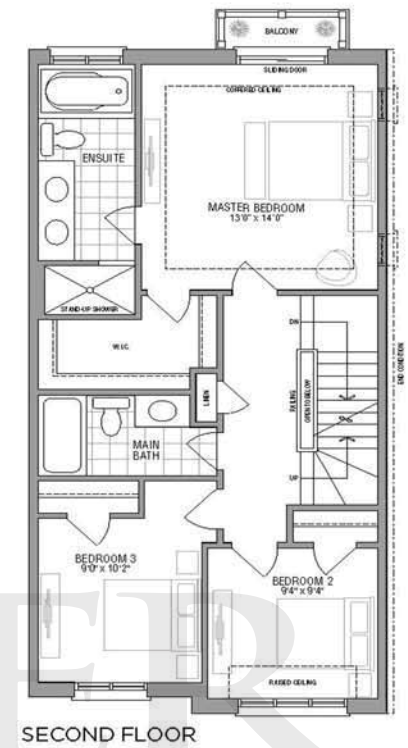 BALCONY
SLIDING DOOR
COFFERED CEILING
ENSUITE
MASTER BEDROOM
13'0" x 14'0"
STAND-UP SHOWER
W.I.C.
DN
END CONDITION
LINEN
RAILING
OPEN TO BELOW
MAIN
BATH
UP
BEDROOM 3
9'0" x 10'2"
BEDROOM 2
9'4" x 9'4"
RAISED CEILING
ER
SECOND FLOOR